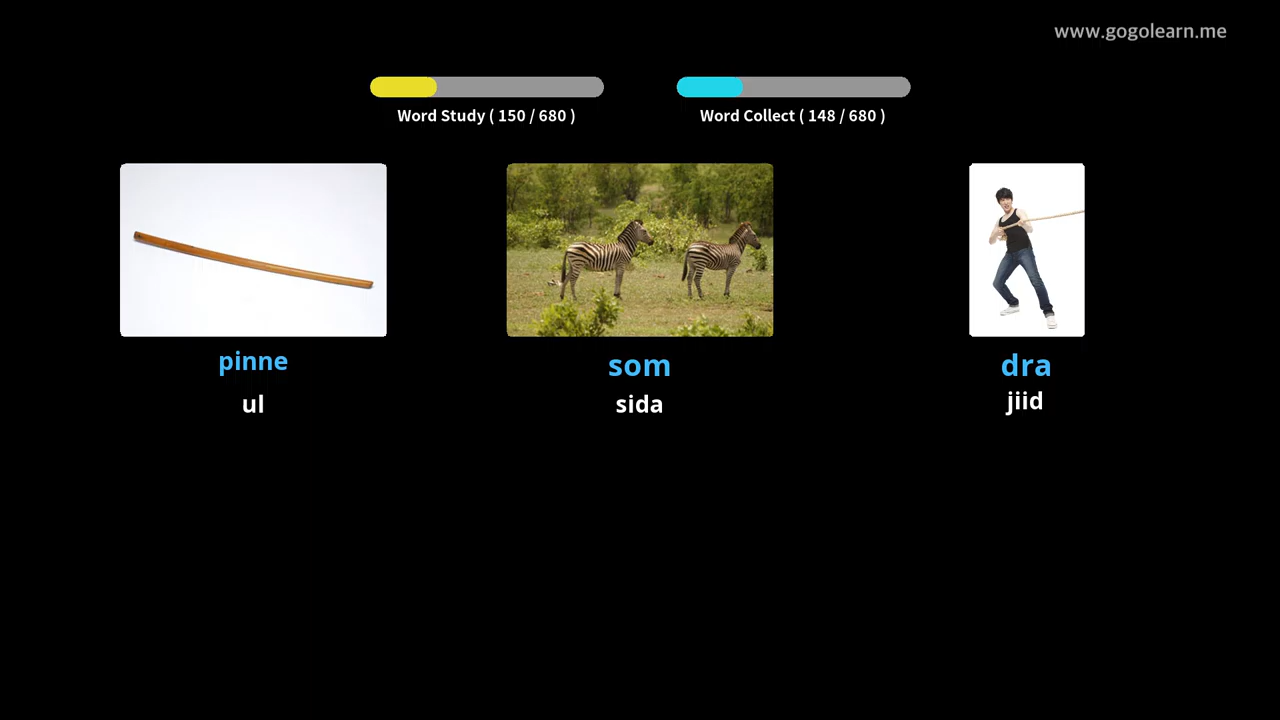 www.gogolearn.me
Word Study ( 150 / 680 )
Word Collect ( 148 / 680 )
pinne
ul
som
sida
dra
jiid